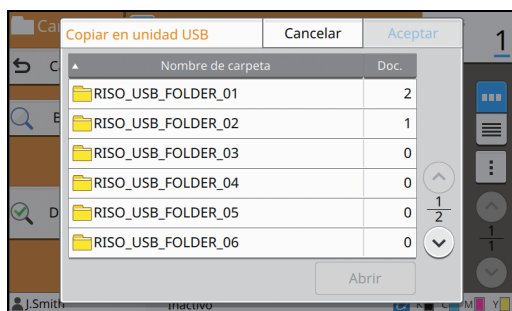 Car
Copiar en unidad USB
Cancelar
Aceptar
1
C
▲ Nombre de carpeta Doc.
RISO_USB_FOLDER_01 2
B
RISO_USB_FOLDER_02 1
RISO_USB_FOLDER_03 0
RISO_USB_FOLDER_04 0
D
RISO_USB_FOLDER_05 0
RISO_USB_FOLDER_06 0
1
2
1
1
Abrir
J.Smith
Inactivo
K C M Y